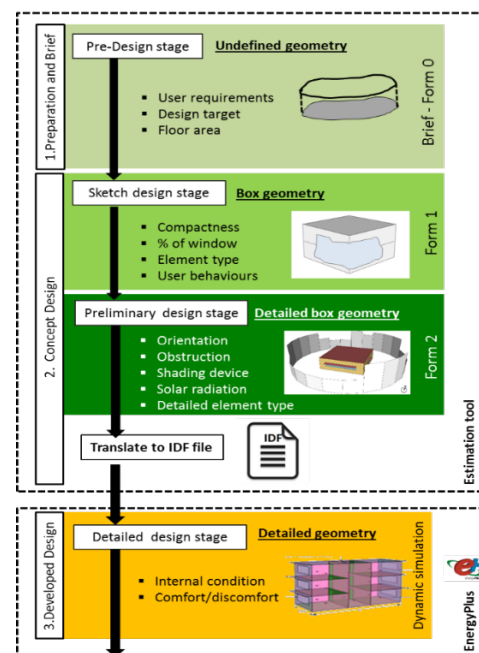 1.Preparation and Brief
Pre-Design stage
Undefined geometry
▪ User requirements
▪ Design target
▪ Floor area
Brief - Form 0
2. Concept Design
Sketch design stage
Box geometry
▪ Compactness
▪ % of window
▪ Element type
▪ User behaviours
Form 1
Preliminary design stage
Detailed box geometry
▪ Orientation
▪ Obstruction
▪ Shading device
▪ Solar radiation
▪ Detailed element type
Form 2
Translate to IDF file
IDF
Estimation tool
3.Developed Design
Detailed design stage
Detailed geometry
▪ Internal condition
▪ Comfort/discomfort
Dynamic simulation
EnergyPlus